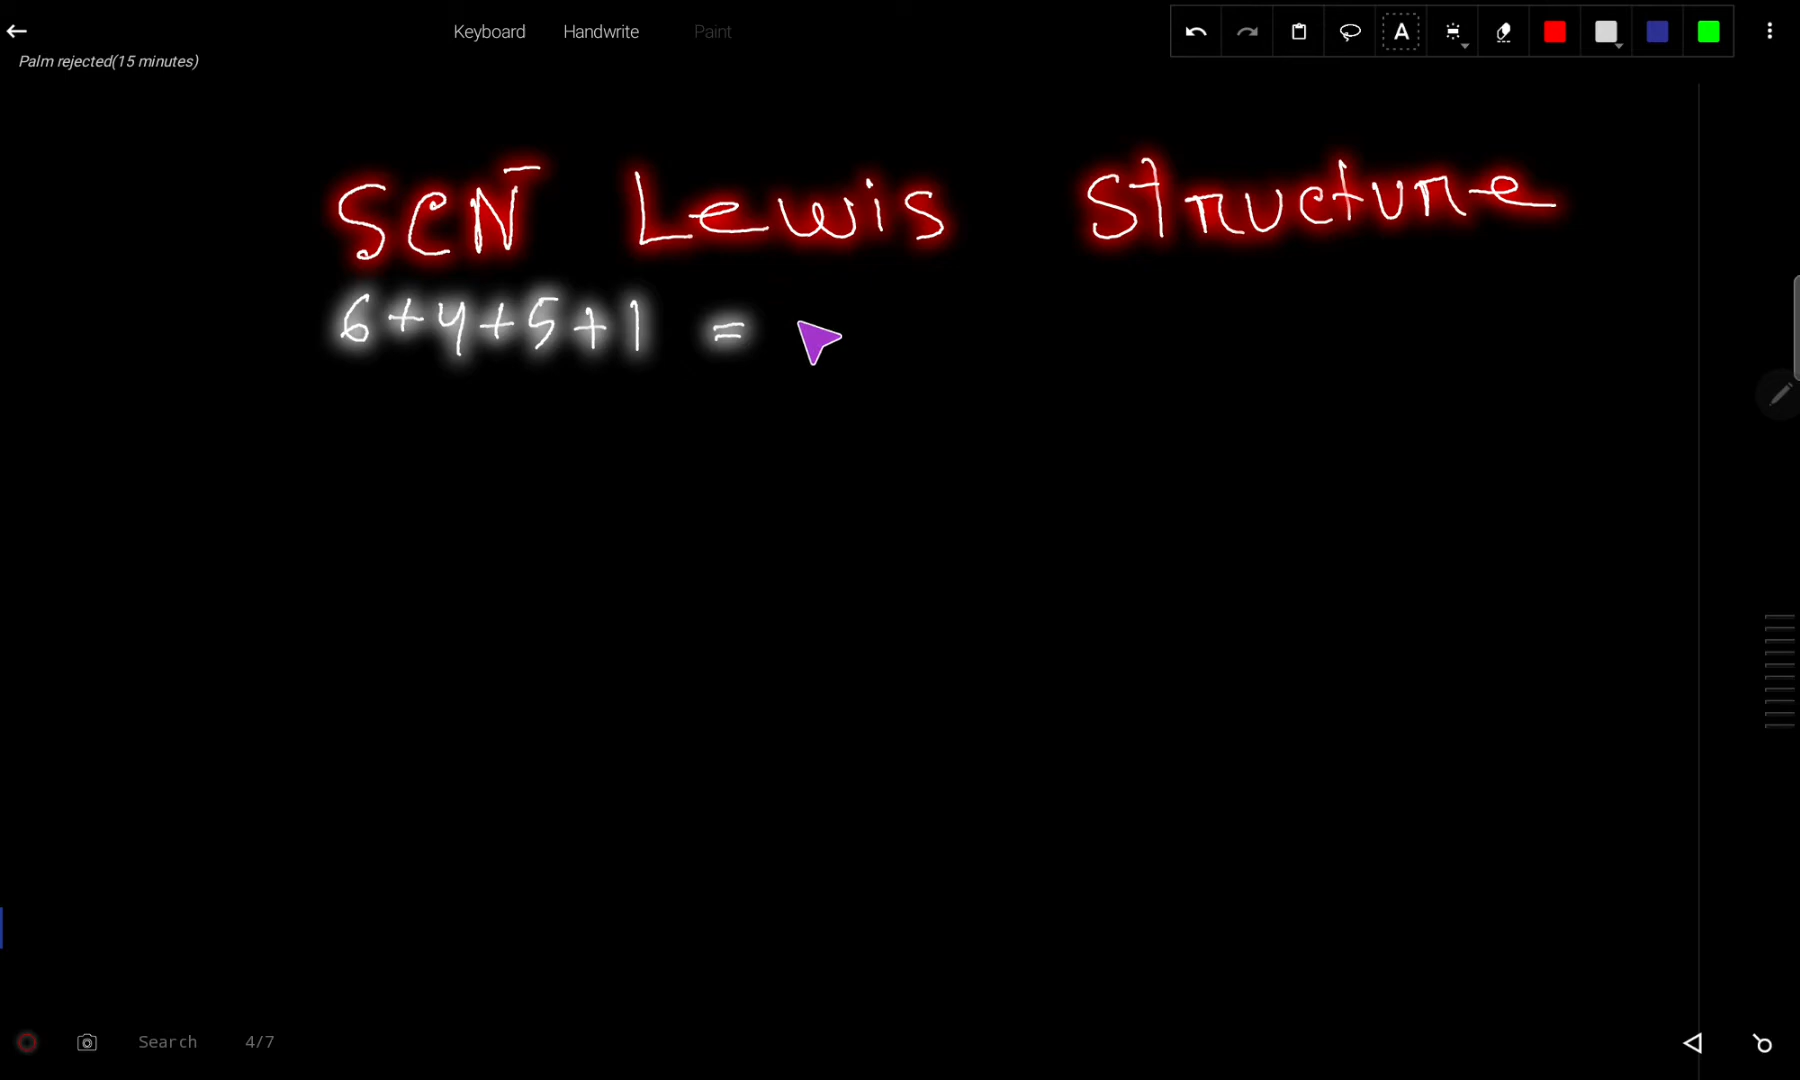 Keyboard Handwrite Paint A
Palm rejected(15 minutes)
SCN⁻ Lewis Structure
6+4+5+1 =
Search 4/7